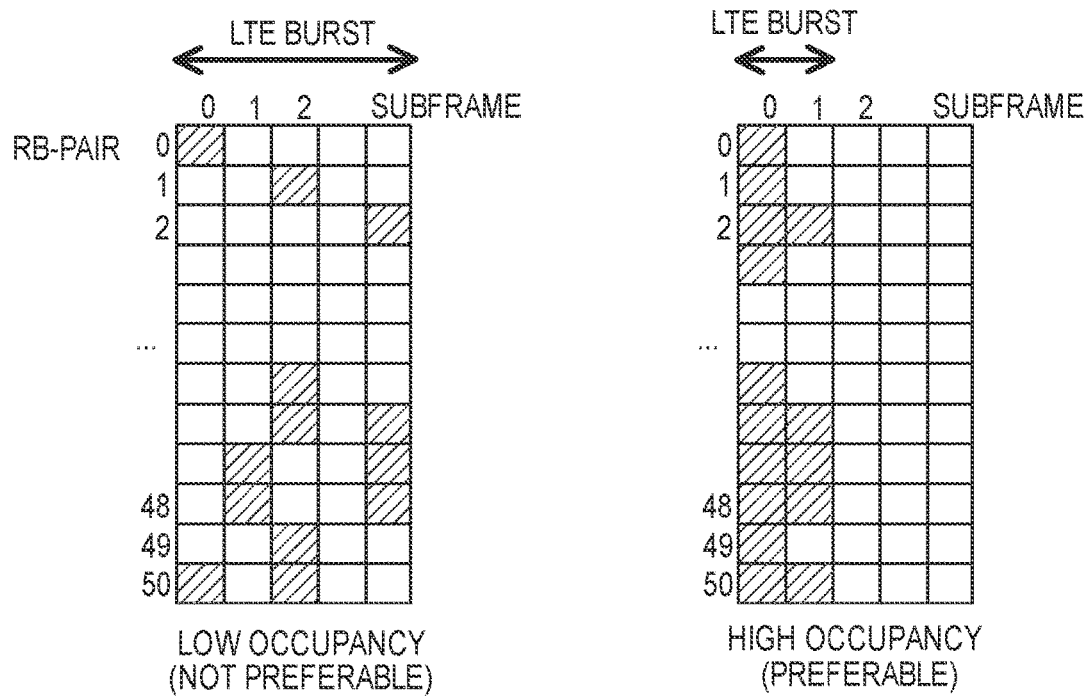 LTE BURST
0 1 2 SUBFRAME
RB-PAIR 0
1
2
...
48
49
50
LOW OCCUPANCY
(NOT PREFERABLE)
LTE BURST
0 1 2 SUBFRAME
0
1
2
...
48
49
50
HIGH OCCUPANCY
(PREFERABLE)